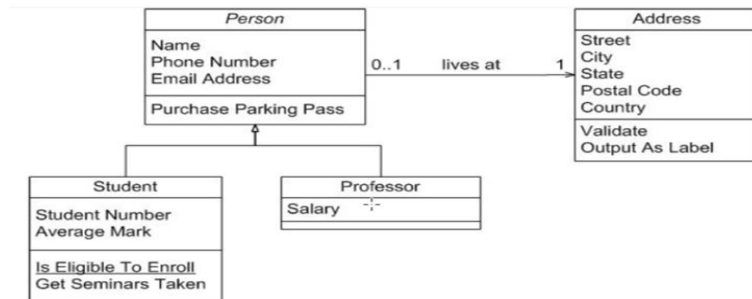 Person
Name
Phone Number
Email Address
Purchase Parking Pass
0..1 lives at 1
Address
Street
City
State
Postal Code
Country
Validate
Output As Label
Student
Student Number
Average Mark
Is Eligible To Enroll
Get Seminars Taken
Professor
Salary